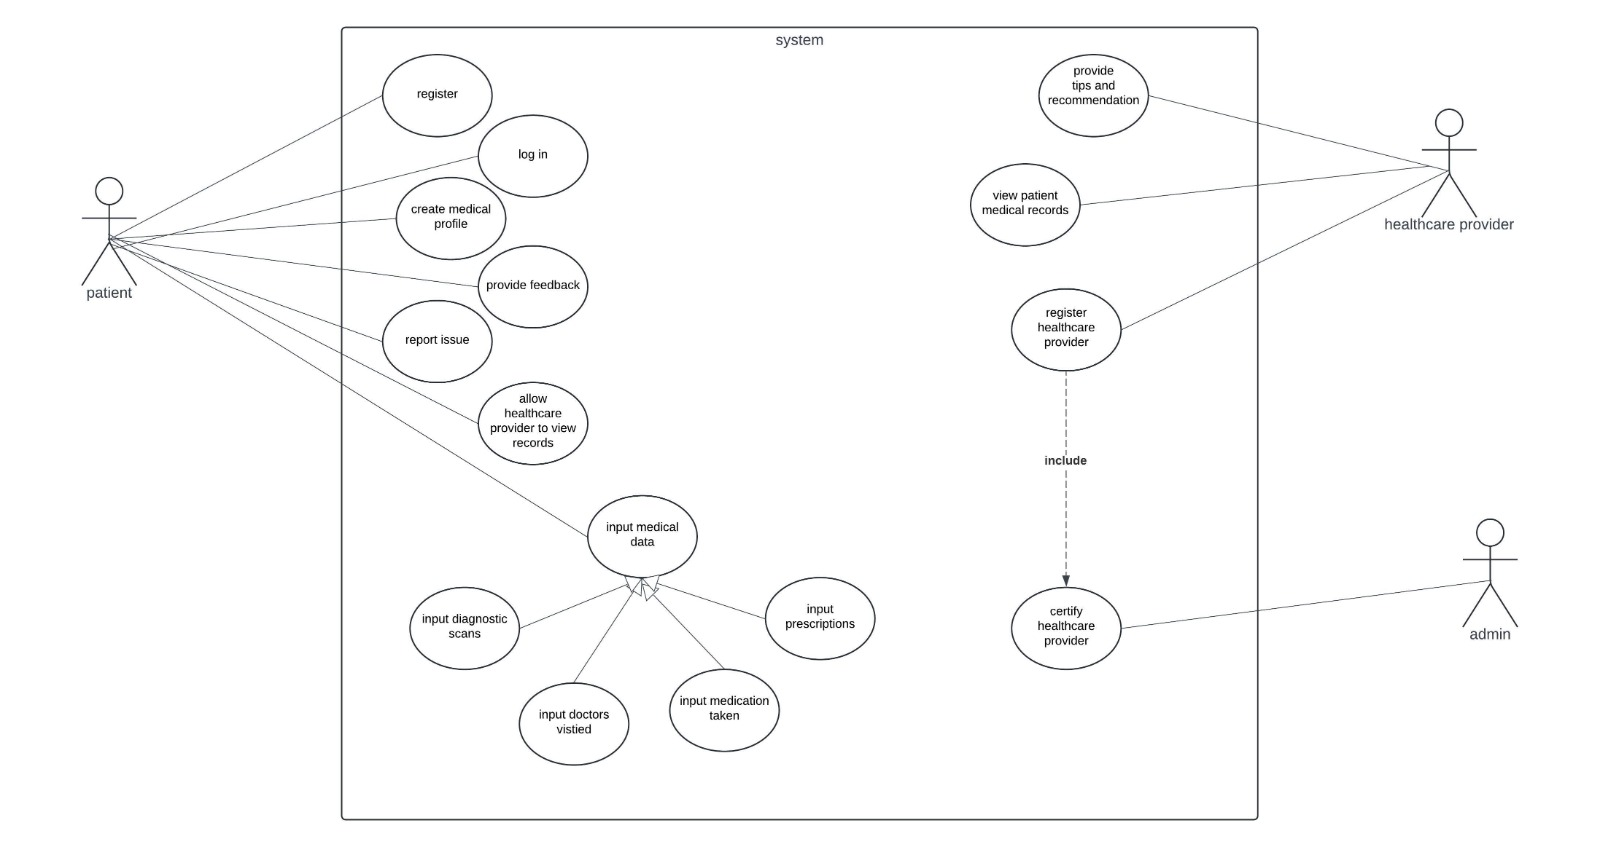 system
register
log in
create medical
profile
provide feedback
report issue
allow
healthcare
provider to view
records
input medical
data
input diagnostic
scans
input doctors
vistied
input medication
taken
input
prescriptions
provide
tips and
recommendation
view patient
medical records
register
healthcare
provider
include
certify
healthcare
provider
patient
healthcare provider
admin